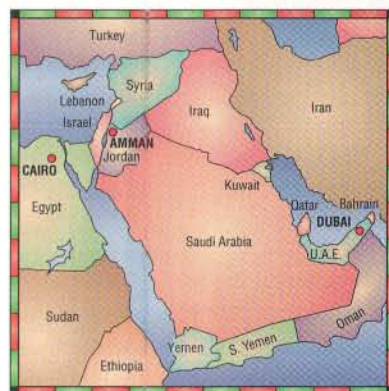 Turkey
Syria
Lebanon
Israel
Iraq
Iran
AMMAN
Jordan
CAIRO
Kuwait
Egypt
Qatar
Bahrain
DUBAI
Saudi Arabia
U.A.E.
Oman
Sudan
Yemen
S. Yemen
Ethiopia